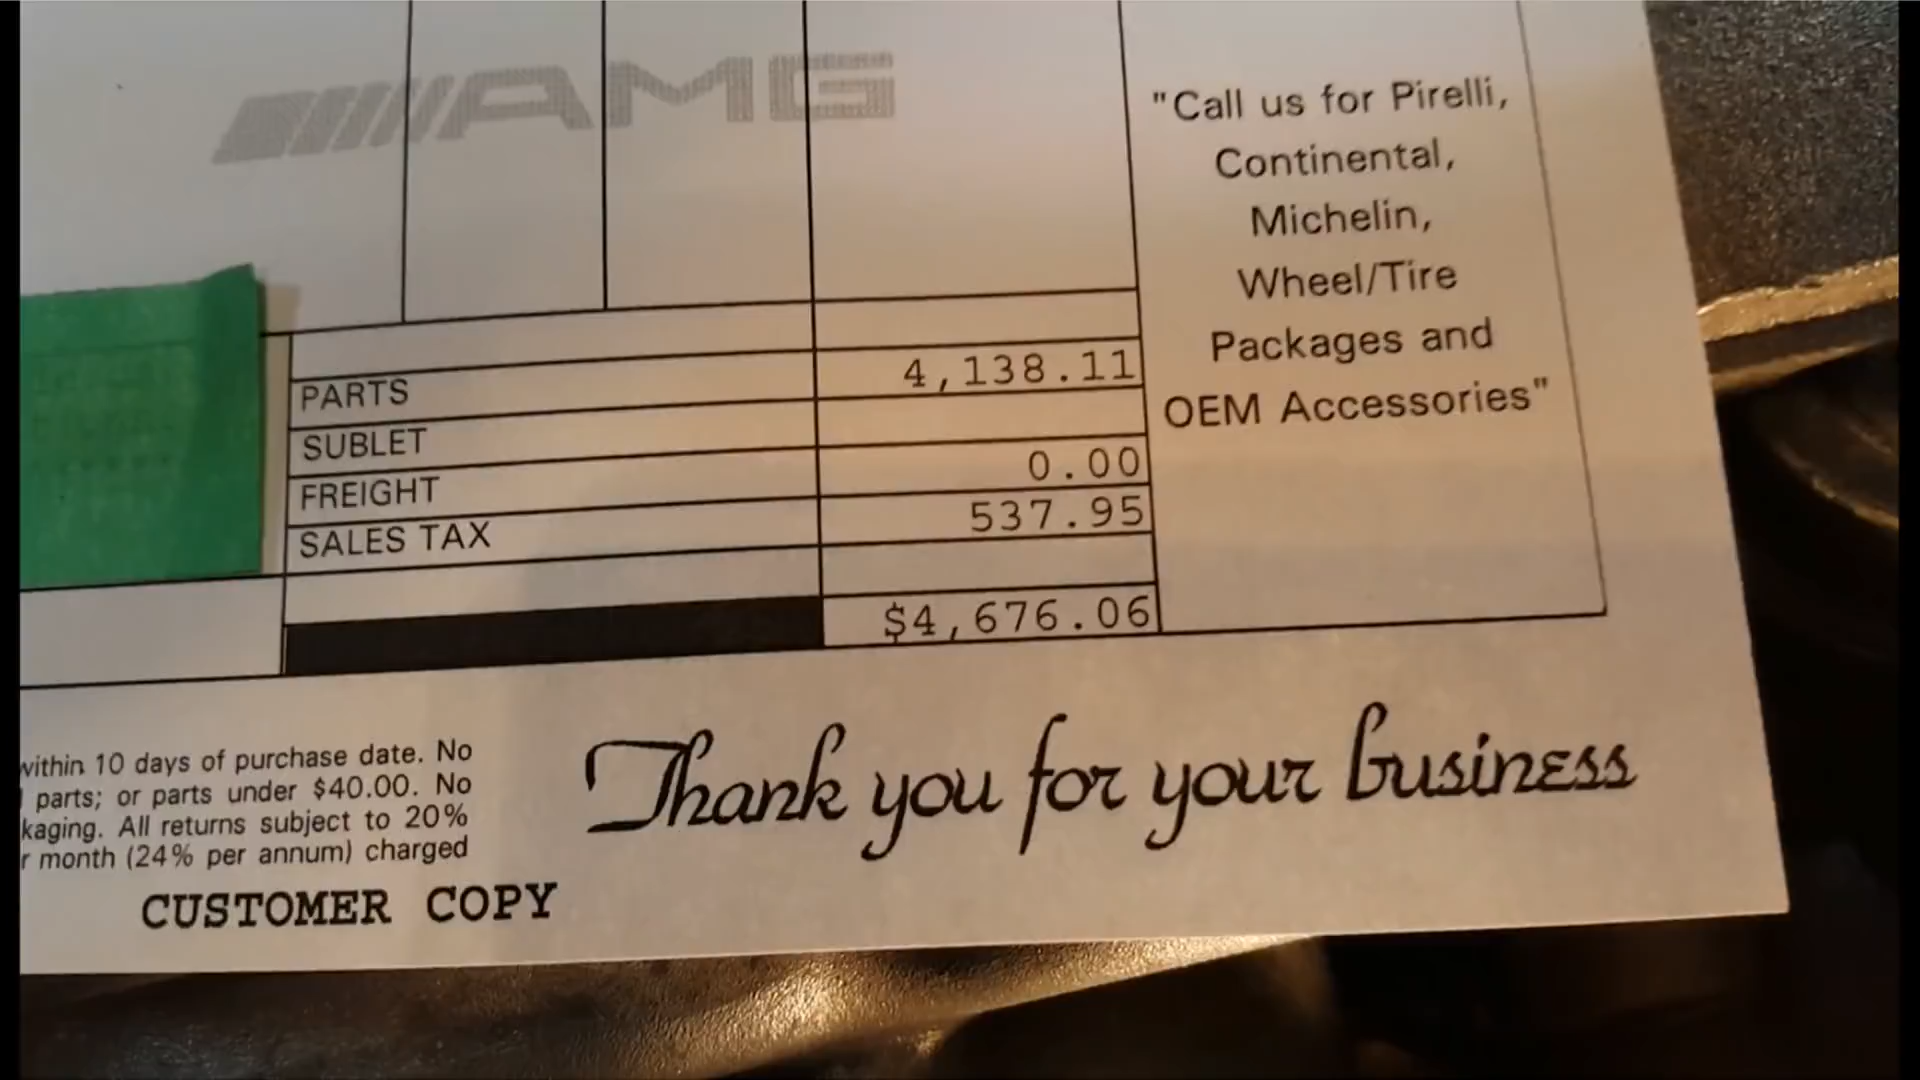 AMG
"Call us for Pirelli,
Continental,
Michelin,
Wheel/Tire
Packages and
OEM Accessories"
PARTS 4,138.11
SUBLET
FREIGHT 0.00
SALES TAX 537.95
$4,676.06
within 10 days of purchase date. No
parts; or parts under $40.00. No
kaging. All returns subject to 20%
r month (24% per annum) charged
CUSTOMER COPY
Thank you for your business